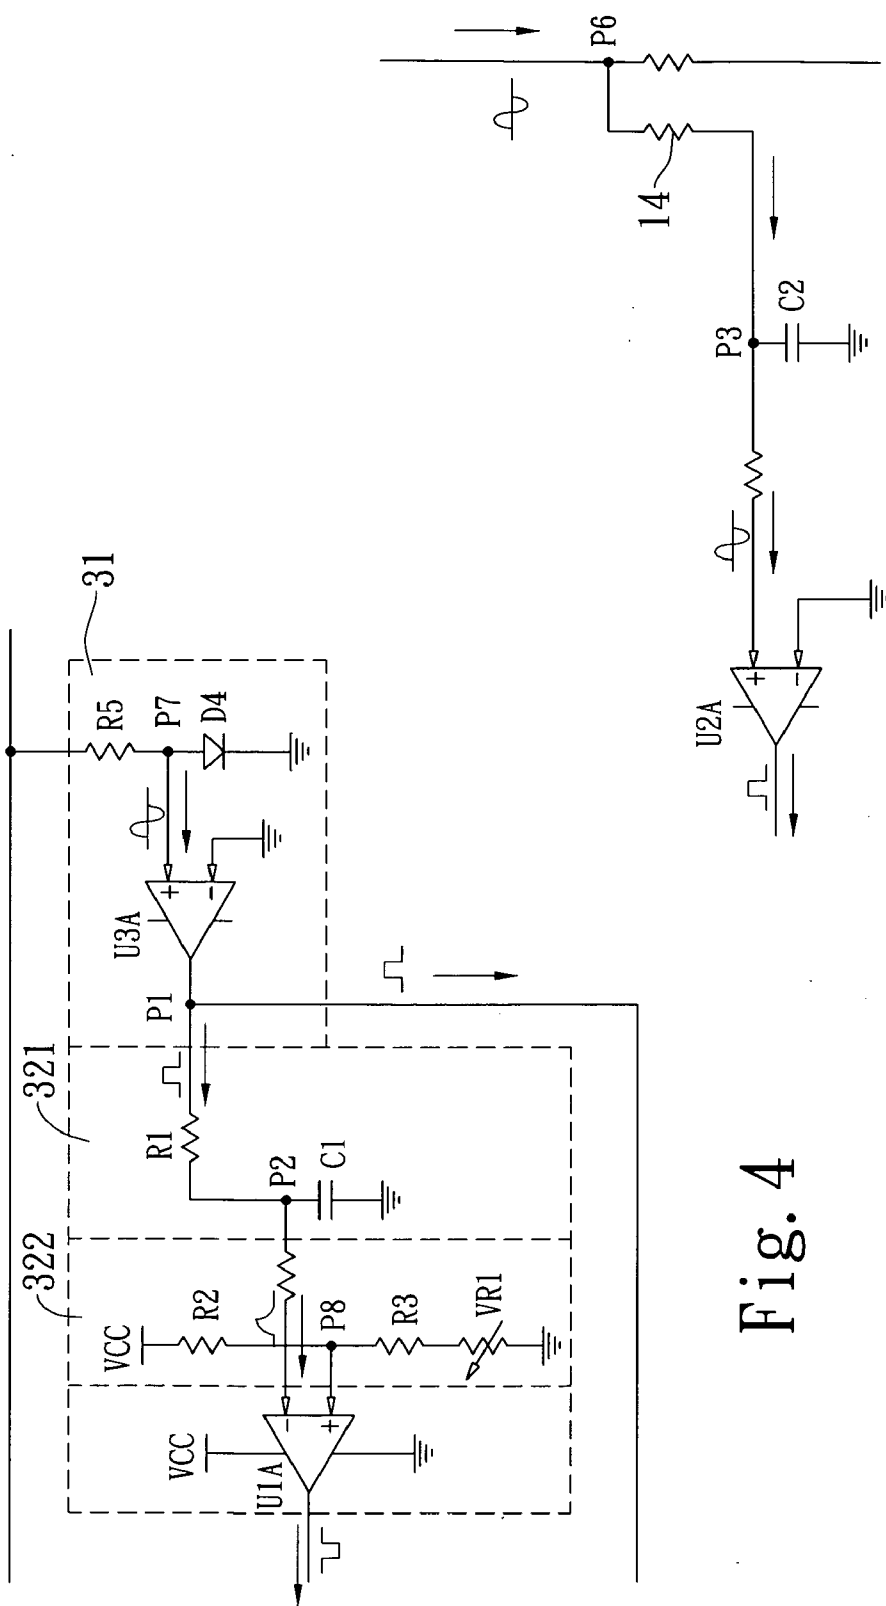 322
321
31
VCC
R2
R1
P1
R5
VCC
U3A
P7
D4
+
-
P2
C1
U1A
-
+
P8
R3
VR1
P6
14
P3
C2
U2A
+
-
Fig. 4